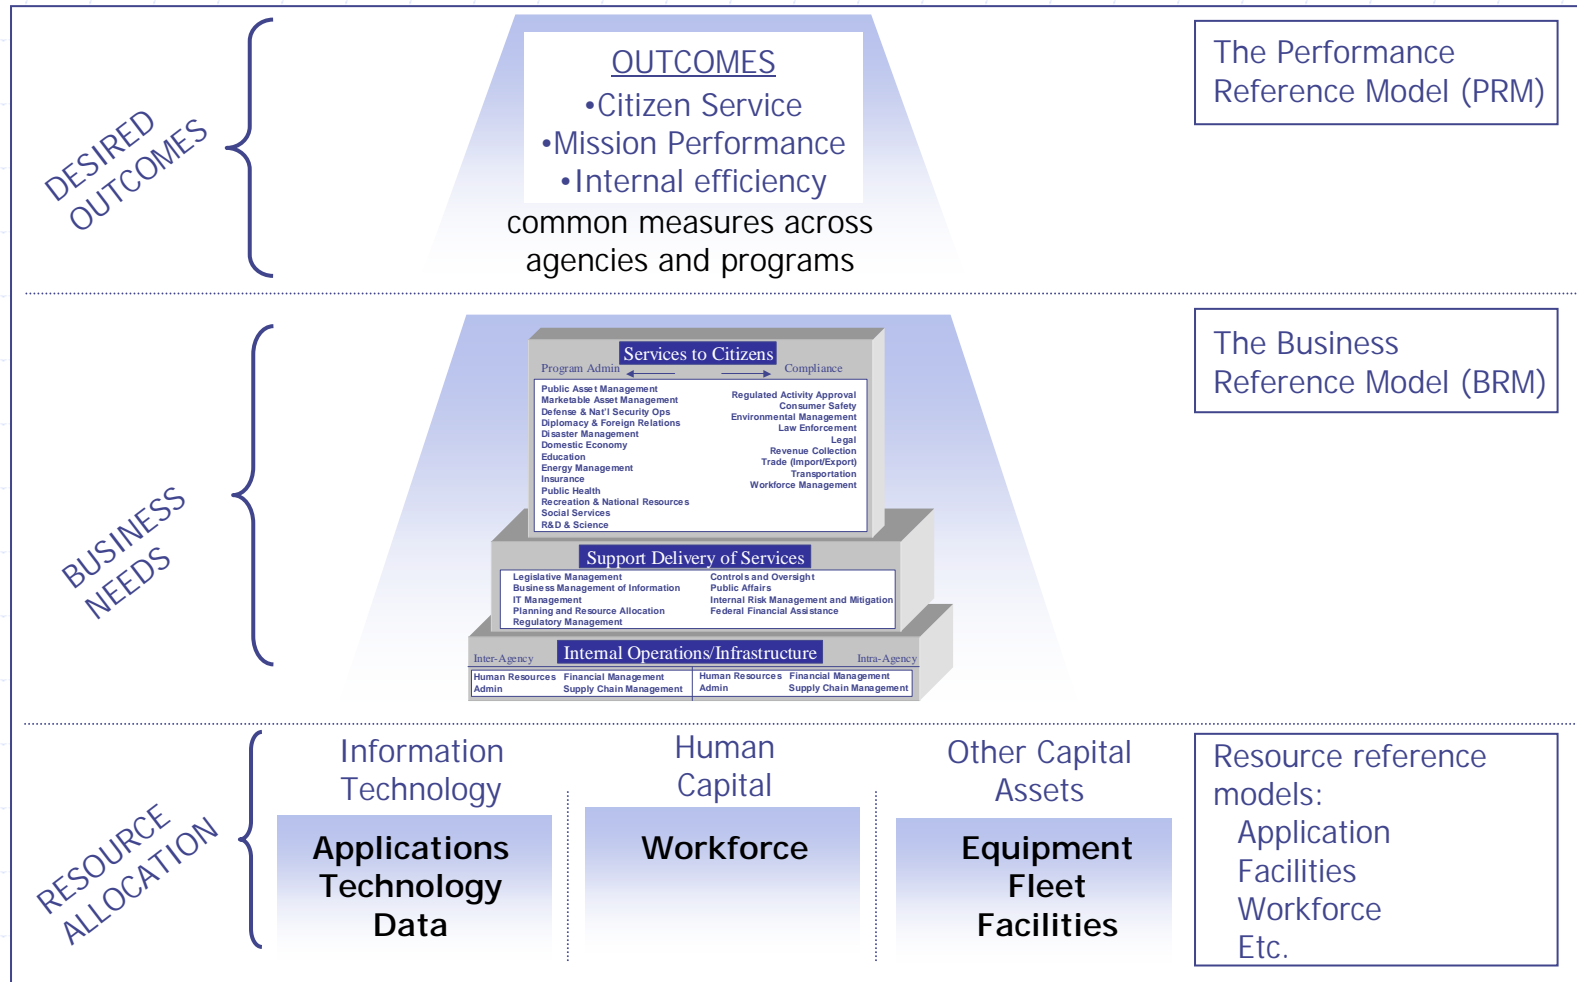 DESIRED
OUTCOMES
OUTCOMES
•Citizen Service
•Mission Performance
•Internal efficiency
common measures across
agencies and programs
The Performance
Reference Model (PRM)
BUSINESS
NEEDS
Services to Citizens
Program Admin
Compliance
Public Asset Management
Marketable Asset Management
Defense & Nat'l Security Ops
Diplomacy & Foreign Relations
Disaster Management
Domestic Economy
Education
Energy Management
Insurance
Public Health
Recreation & National Resources
Social Services
R&D & Science
Regulated Activity Approval
Consumer Safety
Environmental Management
Law Enforcement
Legal
Revenue Collection
Trade (Import/Export)
Transportation
Workforce Management
Support Delivery of Services
Legislative Management
Business Management of Information
IT Management
Planning and Resource Allocation
Regulatory Management
Controls and Oversight
Public Affairs
Internal Risk Management and Mitigation
Federal Financial Assistance
Inter-Agency
Internal Operations/Infrastructure
Intra-Agency
Human Resources Financial Management
Admin Supply Chain Management
Human Resources Financial Management
Admin Supply Chain Management
The Business
Reference Model (BRM)
RESOURCE
ALLOCATION
Information
Technology
Applications
Technology
Data
Human
Capital
Workforce
Other Capital
Assets
Equipment
Fleet
Facilities
Resource reference
models:
Application
Facilities
Workforce
Etc.